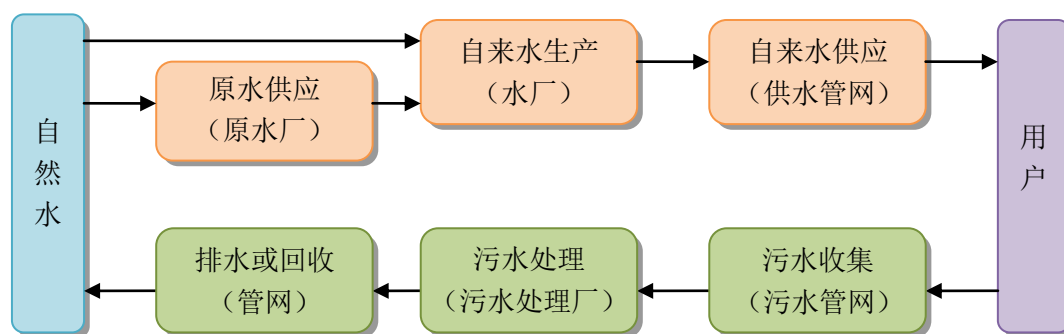 自然水
原水供应
（原水厂）
自来水生产
（水厂）
自来水供应
（供水管网）
用户
污水收集
（污水管网）
污水处理
（污水处理厂）
排水或回收
（管网）